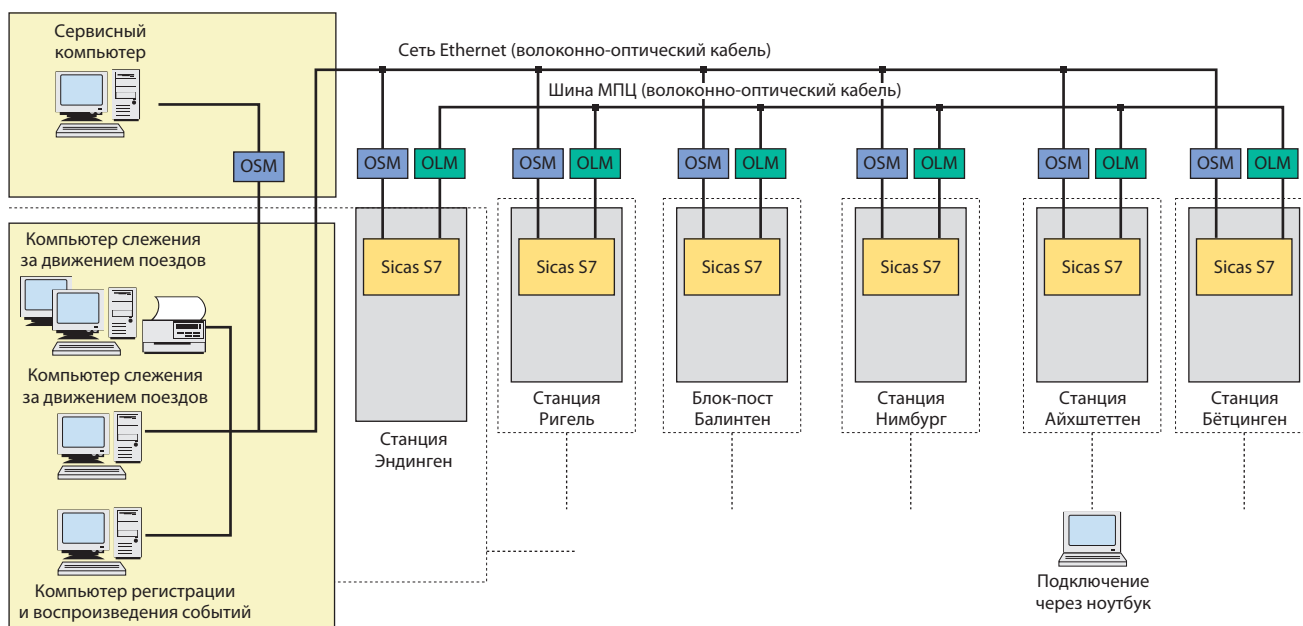 Сервисный
компьютер
Сеть Ethernet (волоконно-оптический кабель)
Шина МПЦ (волоконно-оптический кабель)
OSM
OSM
OLM
OSM
OLM
OSM
OLM
OSM
OLM
OSM
OLM
OSM
OLM
Компьютер слежения
за движением поездов
Sicas S7
Sicas S7
Sicas S7
Sicas S7
Sicas S7
Sicas S7
Компьютер слежения
за движением поездов
Станция
Эндинген
Станция
Ригель
Блок-пост
Балинтен
Станция
Нимбург
Станция
Айхштеттен
Станция
Бётцинген
Компьютер регистрации
и воспроизведения событий
Подключение
через ноутбук